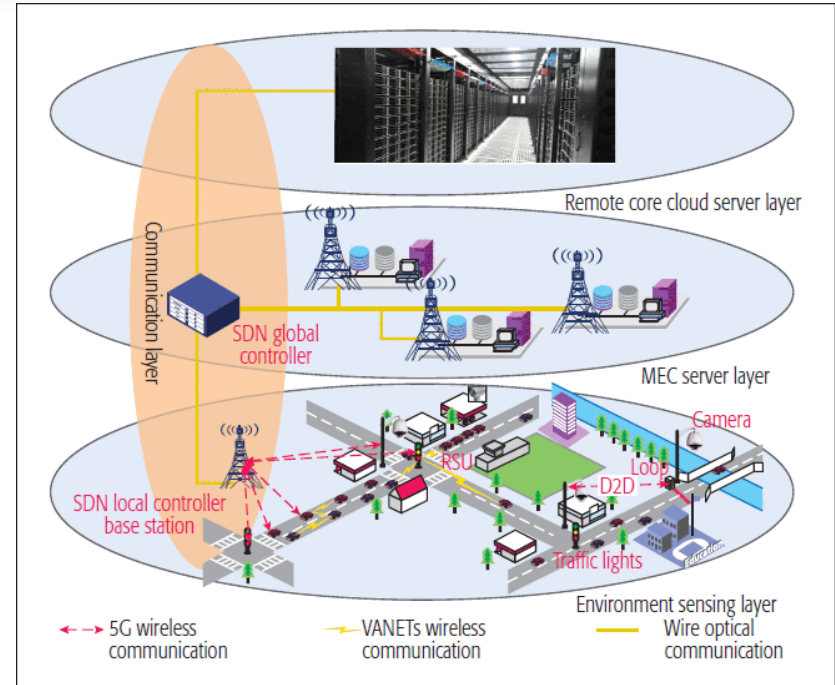 Remote core cloud server layer
Communication layer
SDN global
controller
MEC server layer
Camera
RSU
Loop
D2D
SDN local controller
base station
Traffic lights
Education
Environment sensing layer
5G wireless
communication
VANETs wireless
communication
Wire optical
communication